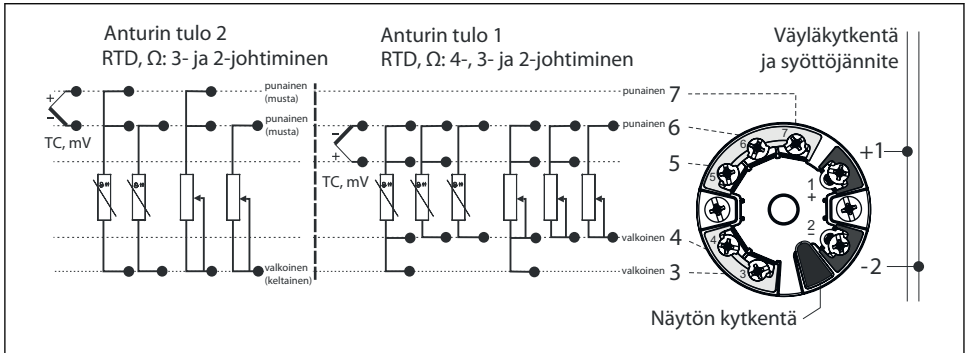 Anturin tulo 2
RTD, Ω: 3- ja 2-johtiminen
Anturin tulo 1
RTD, Ω: 4-, 3- ja 2-johtiminen
Väyläkytkentä
ja syöttöjännite
punainen
(musta)
punainen
(musta)
+
-
TC, mV
-
+
TC, mV
valkoinen
(keltainen)
punainen 7
punainen 6
5
valkoinen 4
valkoinen 3
7
6
5
4
3
1
+
2
-
+1
-2
Näytön kytkentä